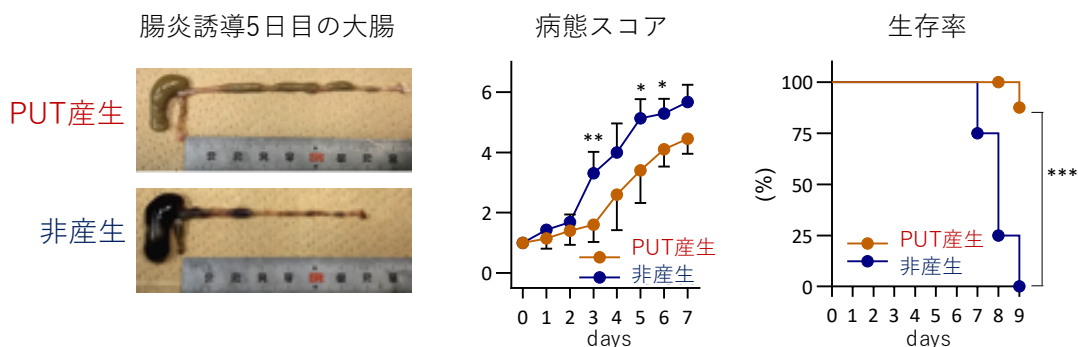 腸炎誘導5日目の大腸
PUT産生
非産生
病態スコア
6
4
2
0
*
*
**
PUT産生
非産生
0 1 2 3 4 5 6 7
days
生存率
(%)
100
75
50
25
0
***
PUT産生
非産生
0 1 2 3 4 5 6 7 8 9
days